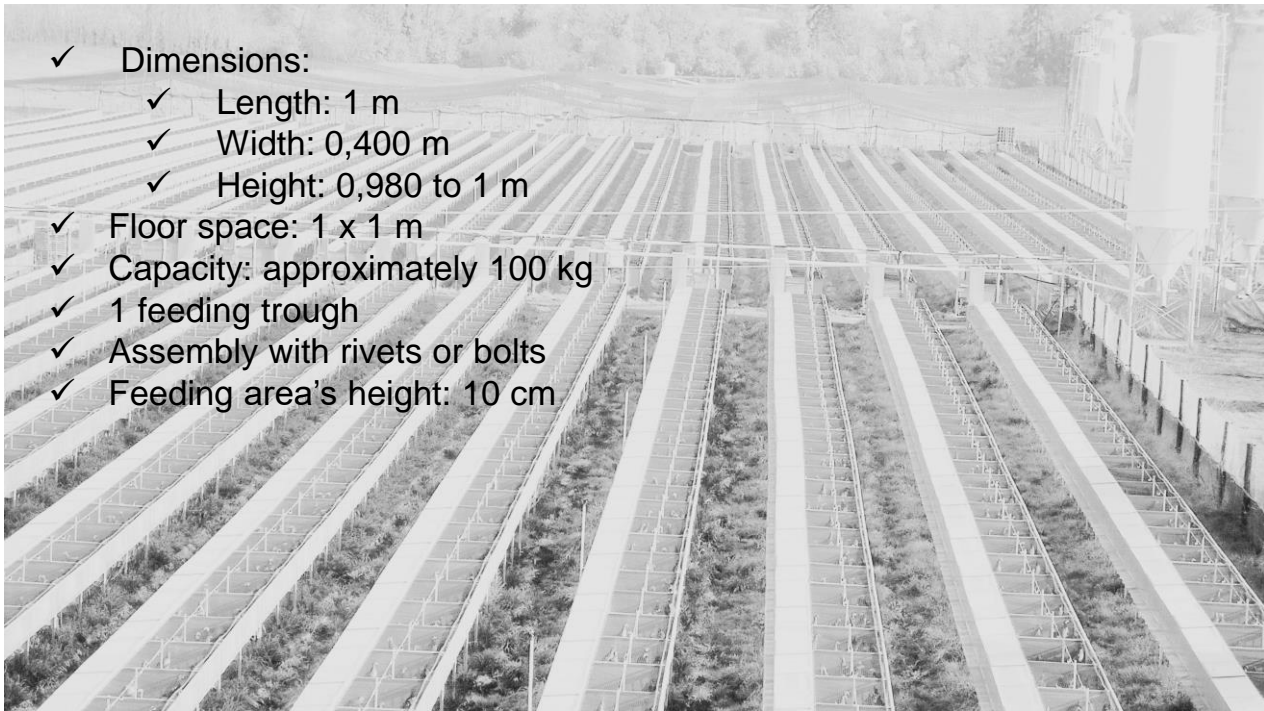 ✓ Dimensions:
✓ Length: 1 m
✓ Width: 0,400 m
✓ Height: 0,980 to 1 m
✓ Floor space: 1 x 1 m
✓ Capacity: approximately 100 kg
✓ 1 feeding trough
✓ Assembly with rivets or bolts
✓ Feeding area’s height: 10 cm